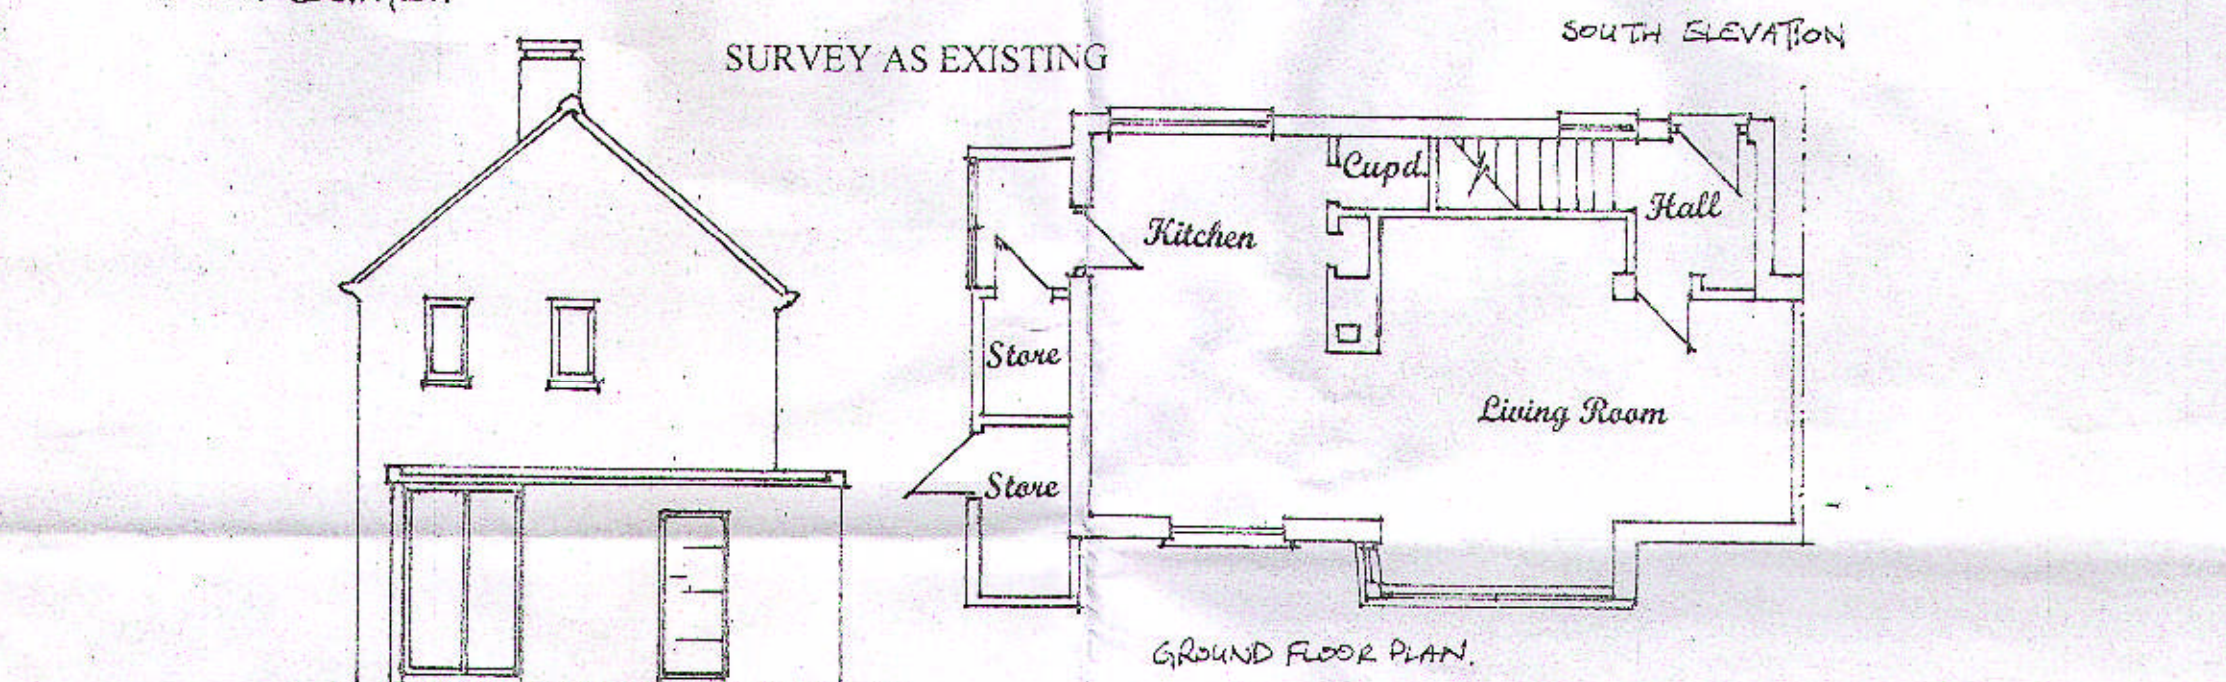 SURVEY AS EXISTING
SOUTH ELEVATION
Cupd.
Hall
Kitchen
Store
Living Room
Store
GROUND FLOOR PLAN.